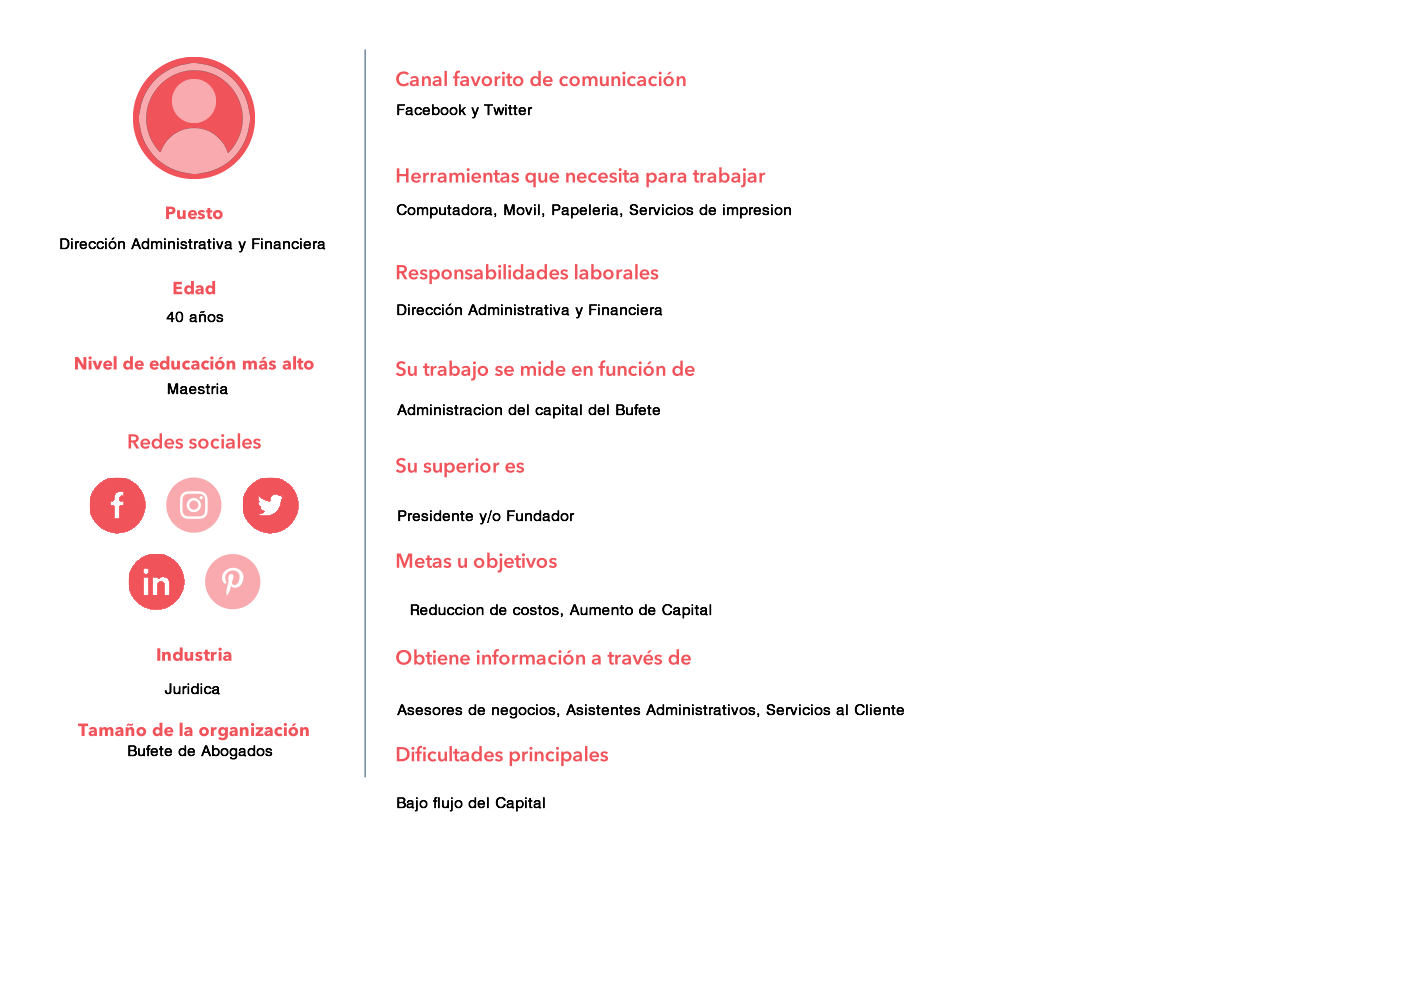 Puesto
Dirección Administrativa y Financiera
Edad
40 años
Nivel de educación más alto
Maestria
Redes sociales
in
Industria
Juridica
Tamaño de la organización
Bufete de Abogados
Canal favorito de comunicación
Facebook y Twitter
Herramientas que necesita para trabajar
Computadora, Movil, Papeleria, Servicios de impresion
Responsabilidades laborales
Dirección Administrativa y Financiera
Su trabajo se mide en función de
Administracion del capital del Bufete
Su superior es
Presidente y/o Fundador
Metas u objetivos
Reduccion de costos, Aumento de Capital
Obtiene información a través de
Asesores de negocios, Asistentes Administrativos, Servicios al Cliente
Dificultades principales
Bajo flujo del Capital